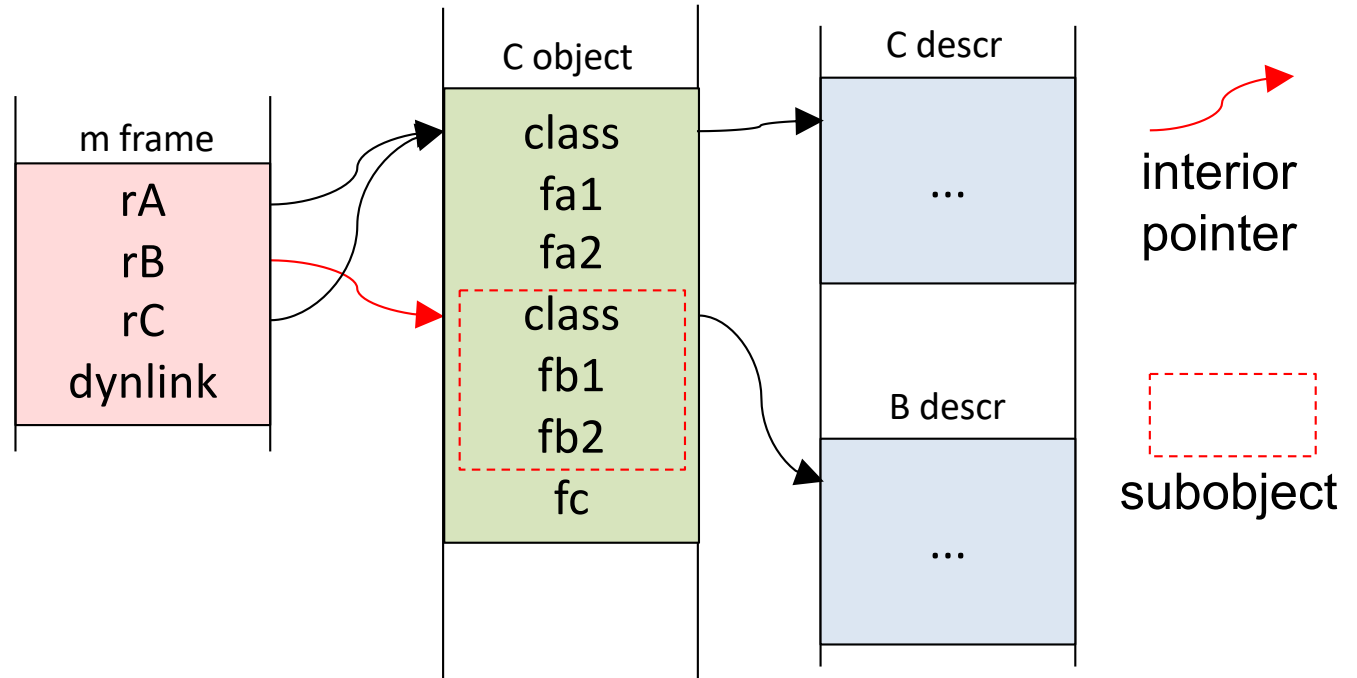 m frame
rA
rB
rC
dynlink
C object
class
fa1
fa2
class
fb1
fb2
fc
C descr
...
B descr
...
interior
pointer
subobject